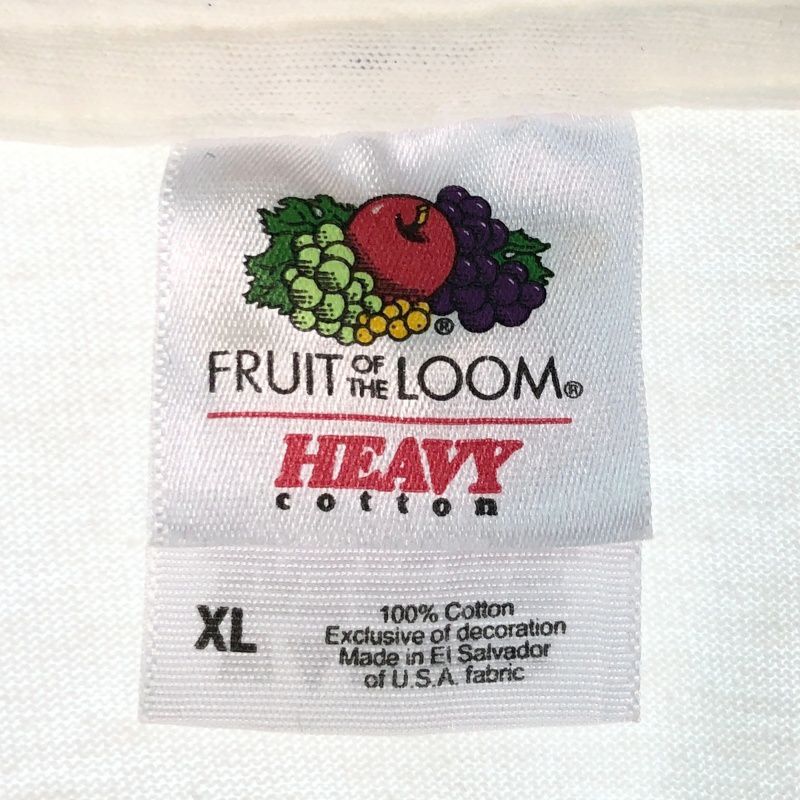 ®
FRUIT OF THE LOOM®
HEAVY
cotton
XL
100% Cotton
Exclusive of decoration
Made in El Salvador
of U.S.A. fabric